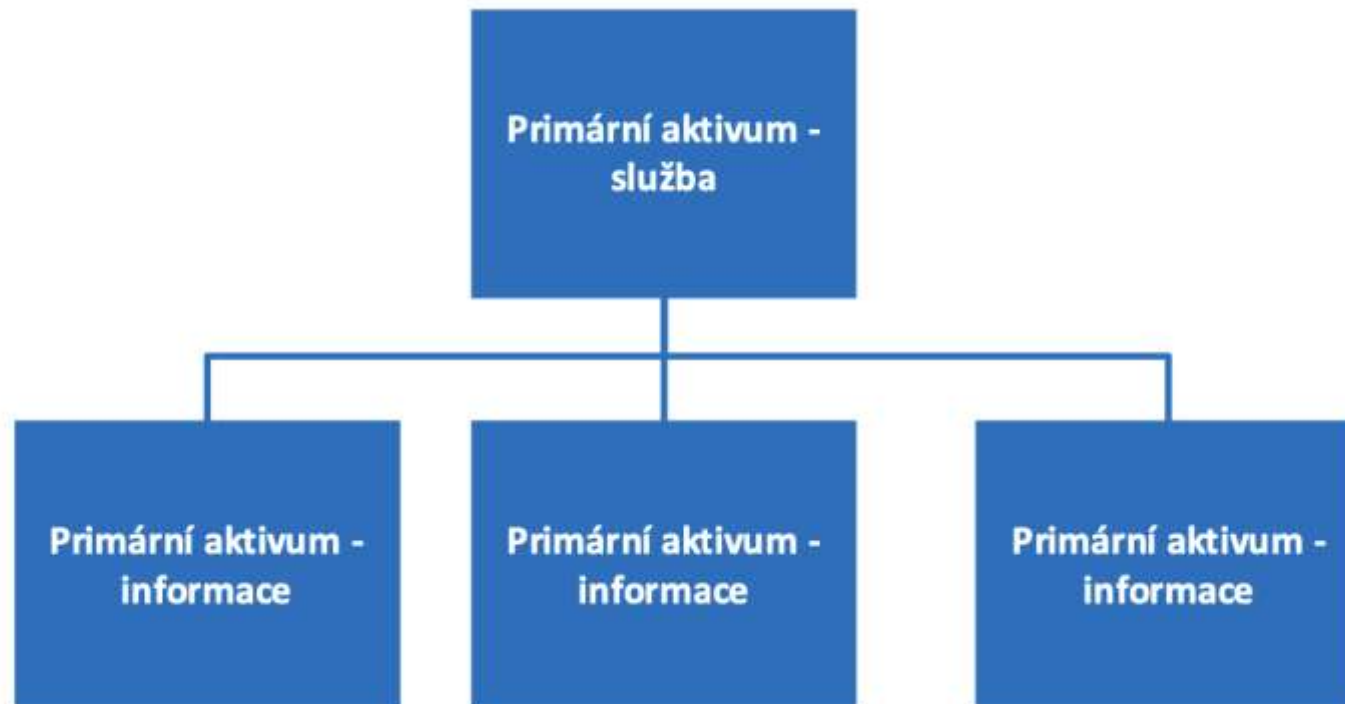 Primární aktivum -
služba
Primární aktivum -
informace
Primární aktivum -
informace
Primární aktivum -
informace